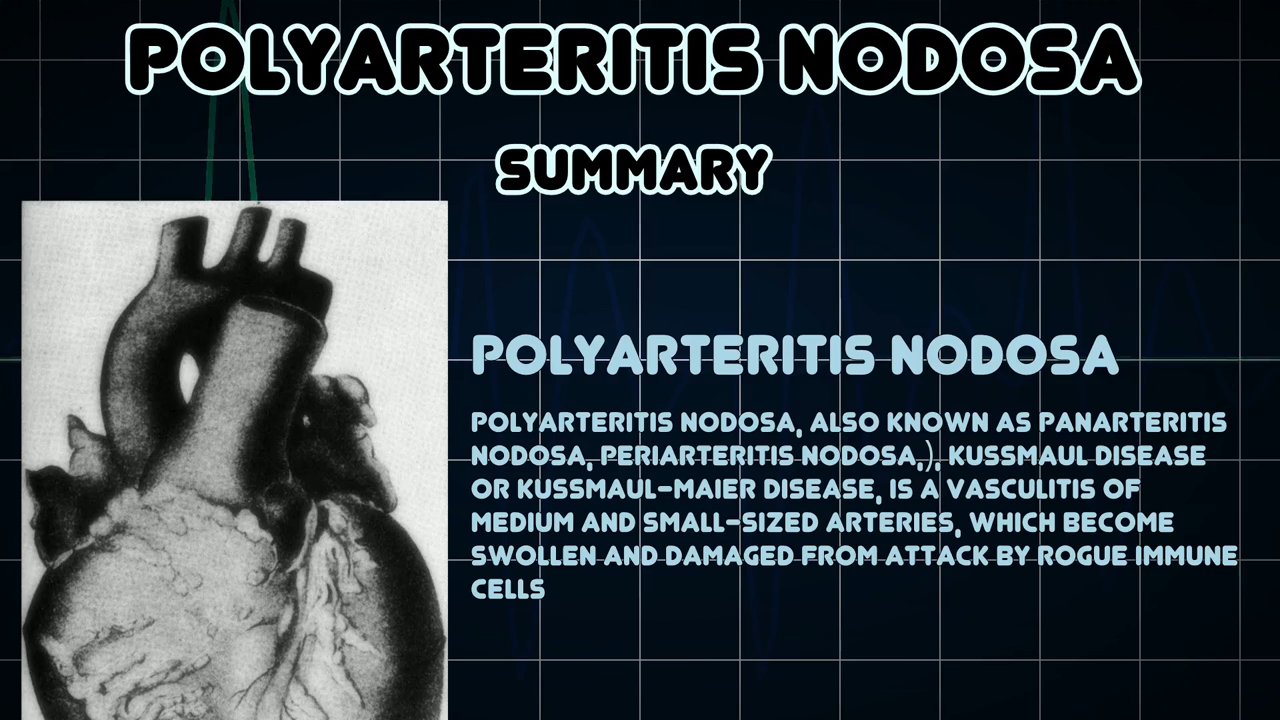 POLYARTERITIS NODOSA
SUMMARY
POLYARTERITIS NODOSA
POLYARTERITIS NODOSA, ALSO KNOWN AS PANARTERITIS
NODOSA, PERIARTERITIS NODOSA,), KUSSMAUL DISEASE
OR KUSSMAUL-MAIER DISEASE, IS A VASCULITIS OF
MEDIUM AND SMALL-SIZED ARTERIES, WHICH BECOME
SWOLLEN AND DAMAGED FROM ATTACK BY ROGUE IMMUNE
CELLS